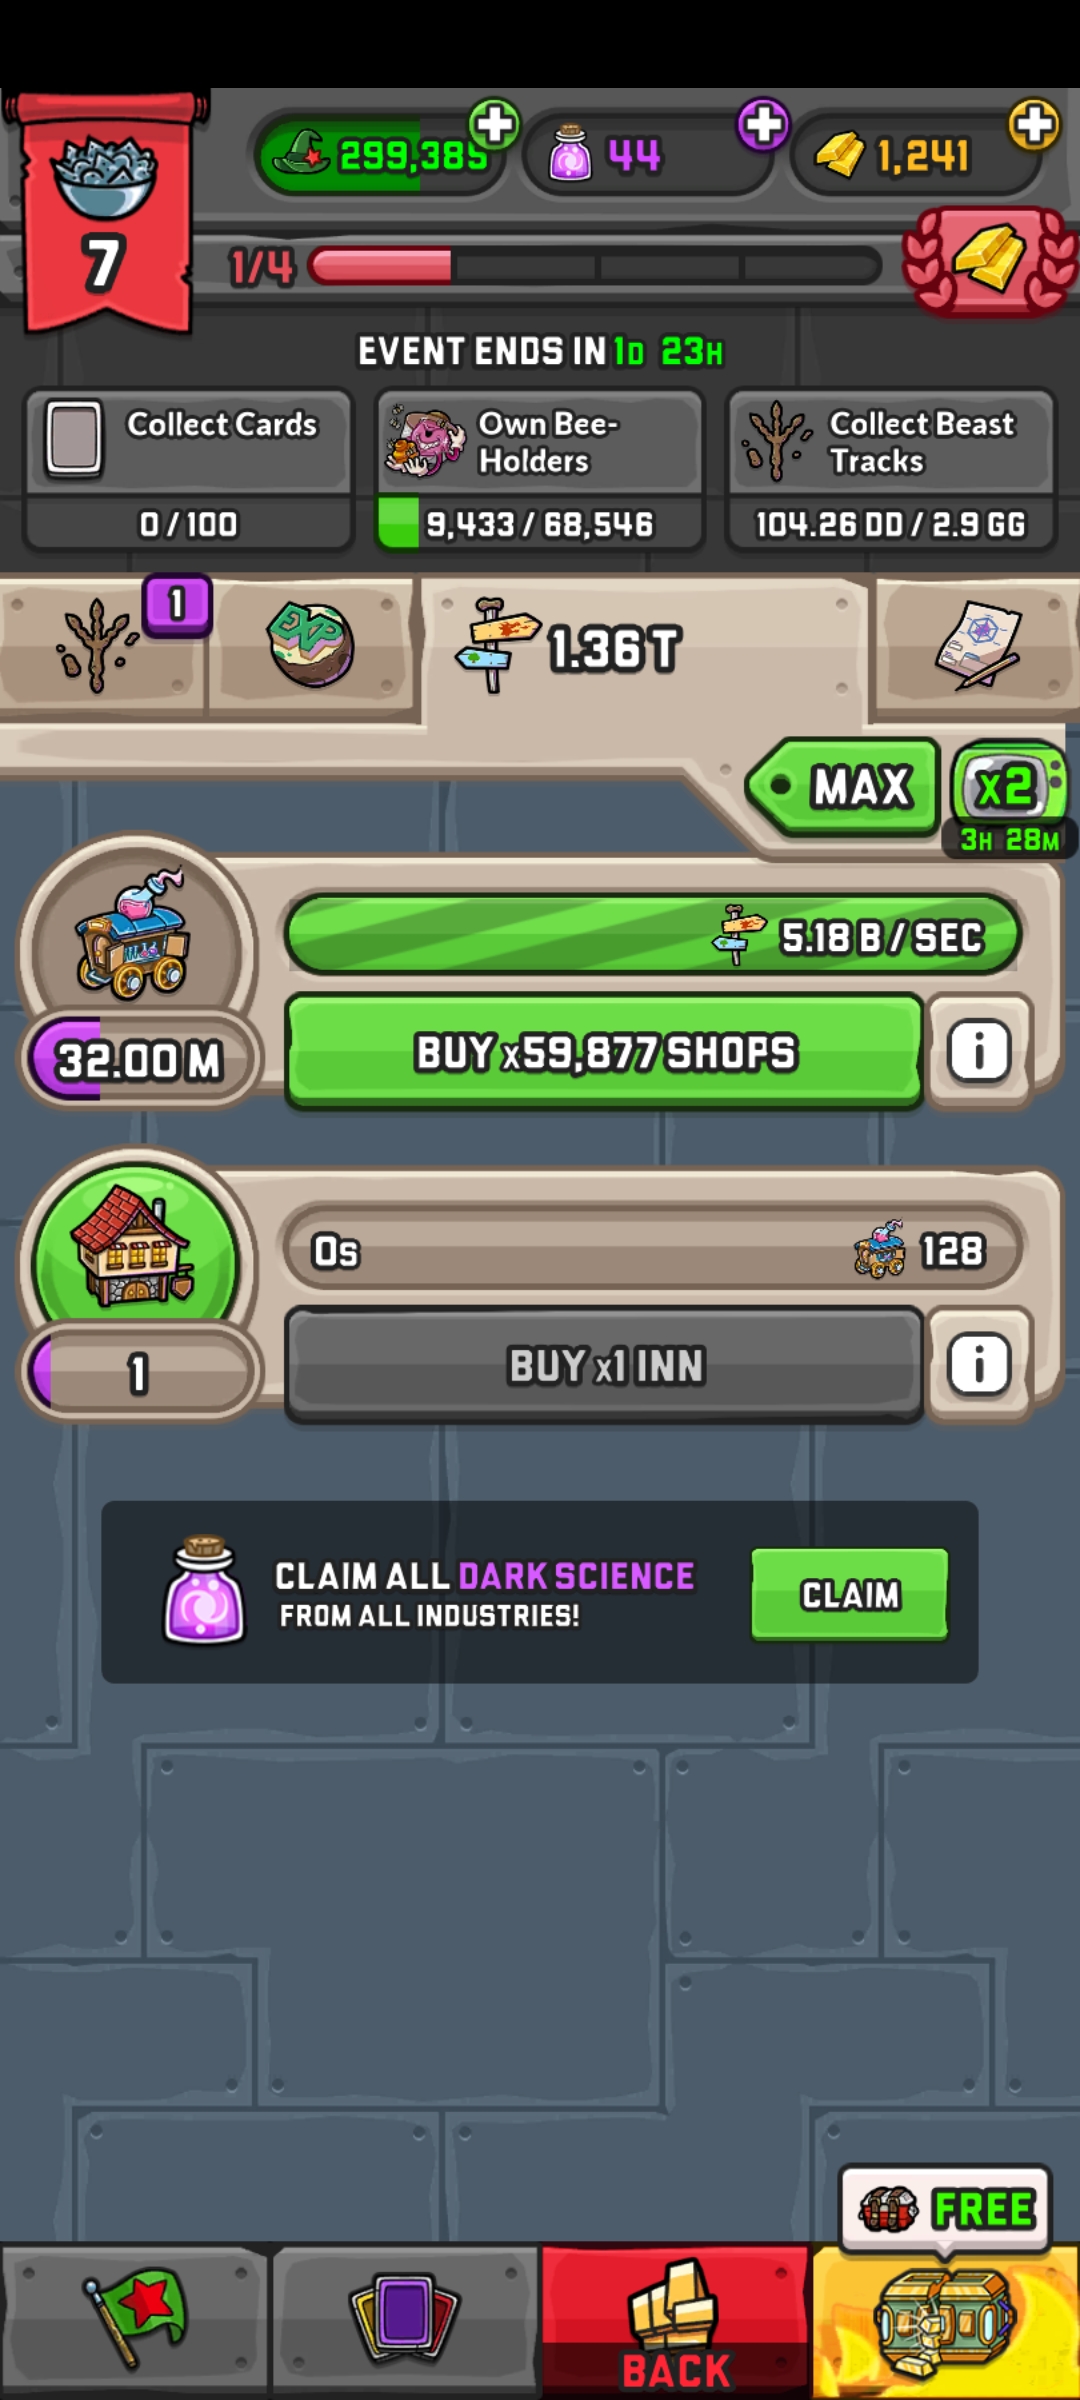 299,385
44
1,241
7
1/4
EVENT ENDS IN 1D 23H
Collect Cards
0 / 100
Own Bee-
Holders
9,433 / 68,546
Collect Beast
Tracks
104.26 DD / 2.9 GG
1
EXP
1.36 T
MAX
x2
3H 28M
5.18 B / SEC
32.00 M
BUY x59,877 SHOPS
i
0s
128
1
BUY x1 INN
i
CLAIM ALL DARK SCIENCE
FROM ALL INDUSTRIES!
CLAIM
FREE
BACK